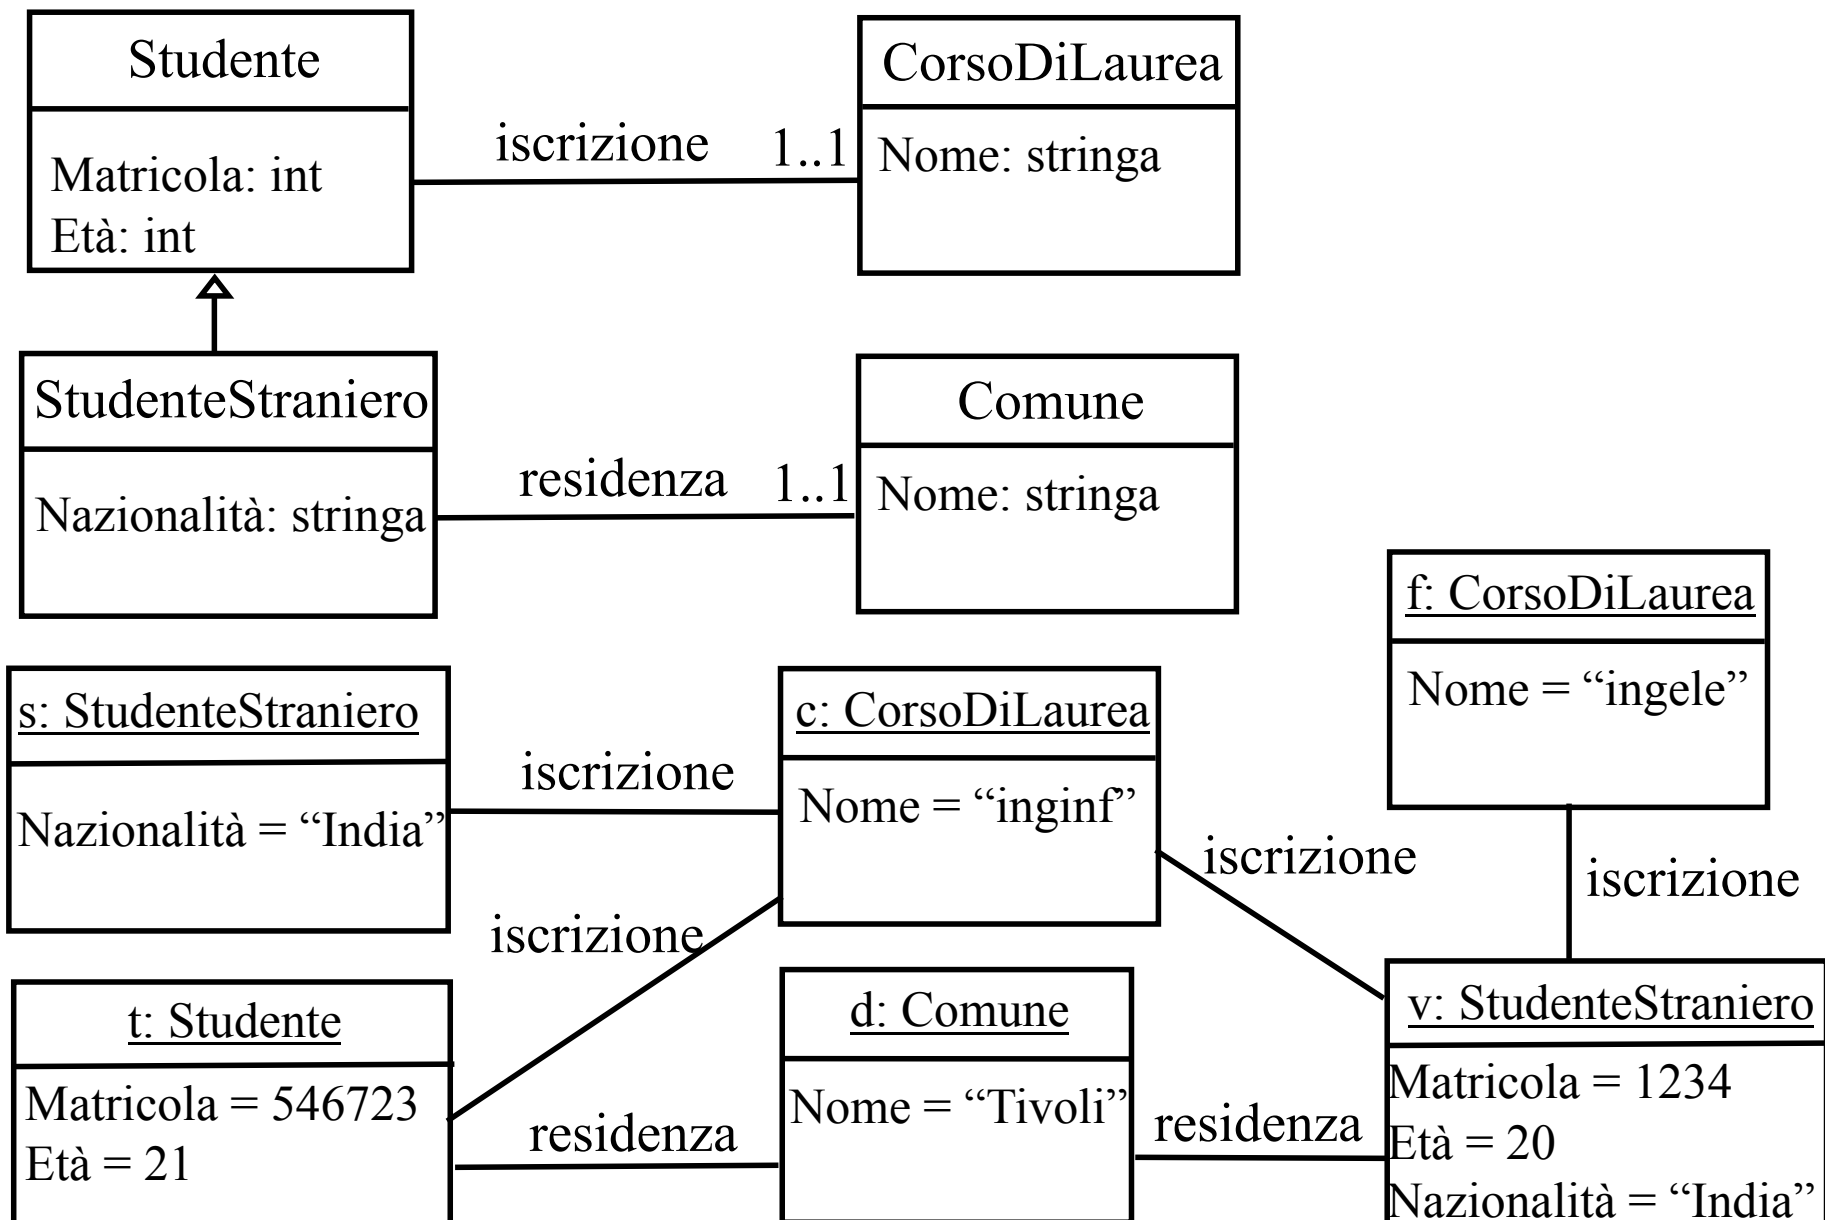 Studente
Matricola: int
Età: int
iscrizione 1..1
CorsoDiLaurea
Nome: stringa
StudenteStraniero
Nazionalità: stringa
residenza 1..1
Comune
Nome: stringa
f: CorsoDiLaurea
Nome = “ingele”
s: StudenteStraniero
Nazionalità = “India”
iscrizione
c: CorsoDiLaurea
Nome = “inginf”
iscrizione
iscrizione
iscrizione
t: Studente
Matricola = 546723
Età = 21
residenza
d: Comune
Nome = “Tivoli”
residenza
v: StudenteStraniero
Matricola = 1234
Età = 20
Nazionalità = “India”